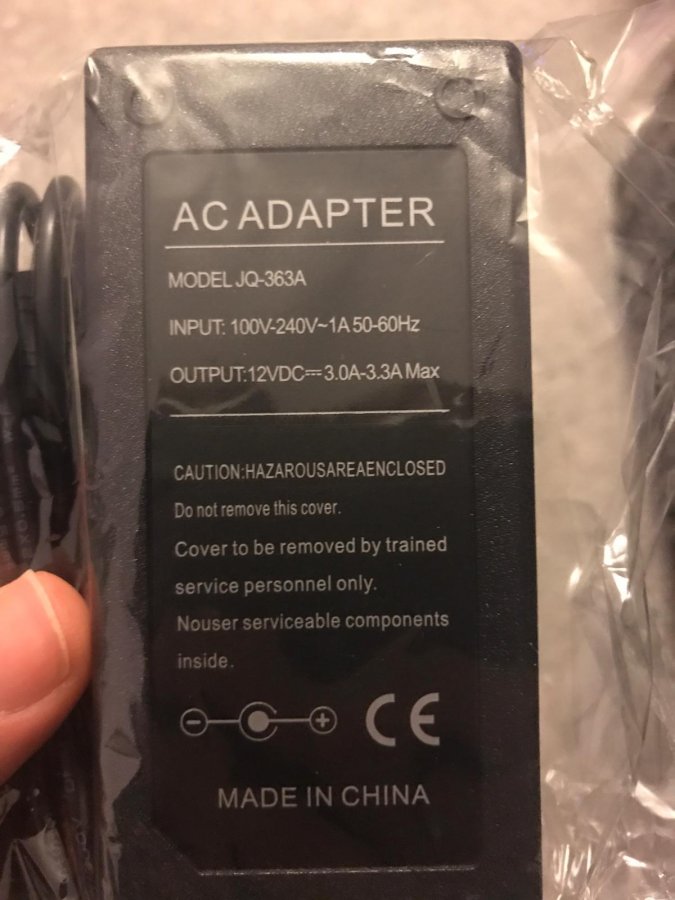 AC ADAPTER
MODEL JQ-363A
INPUT: 100V-240V~1A 50-60Hz
OUTPUT:12VDC⎓3.0A-3.3A Max
CAUTION:HAZAROUSAREAENCLOSED
Do not remove this cover.
Cover to be removed by trained
service personnel only.
Nouser serviceable components
inside.
CE
MADE IN CHINA